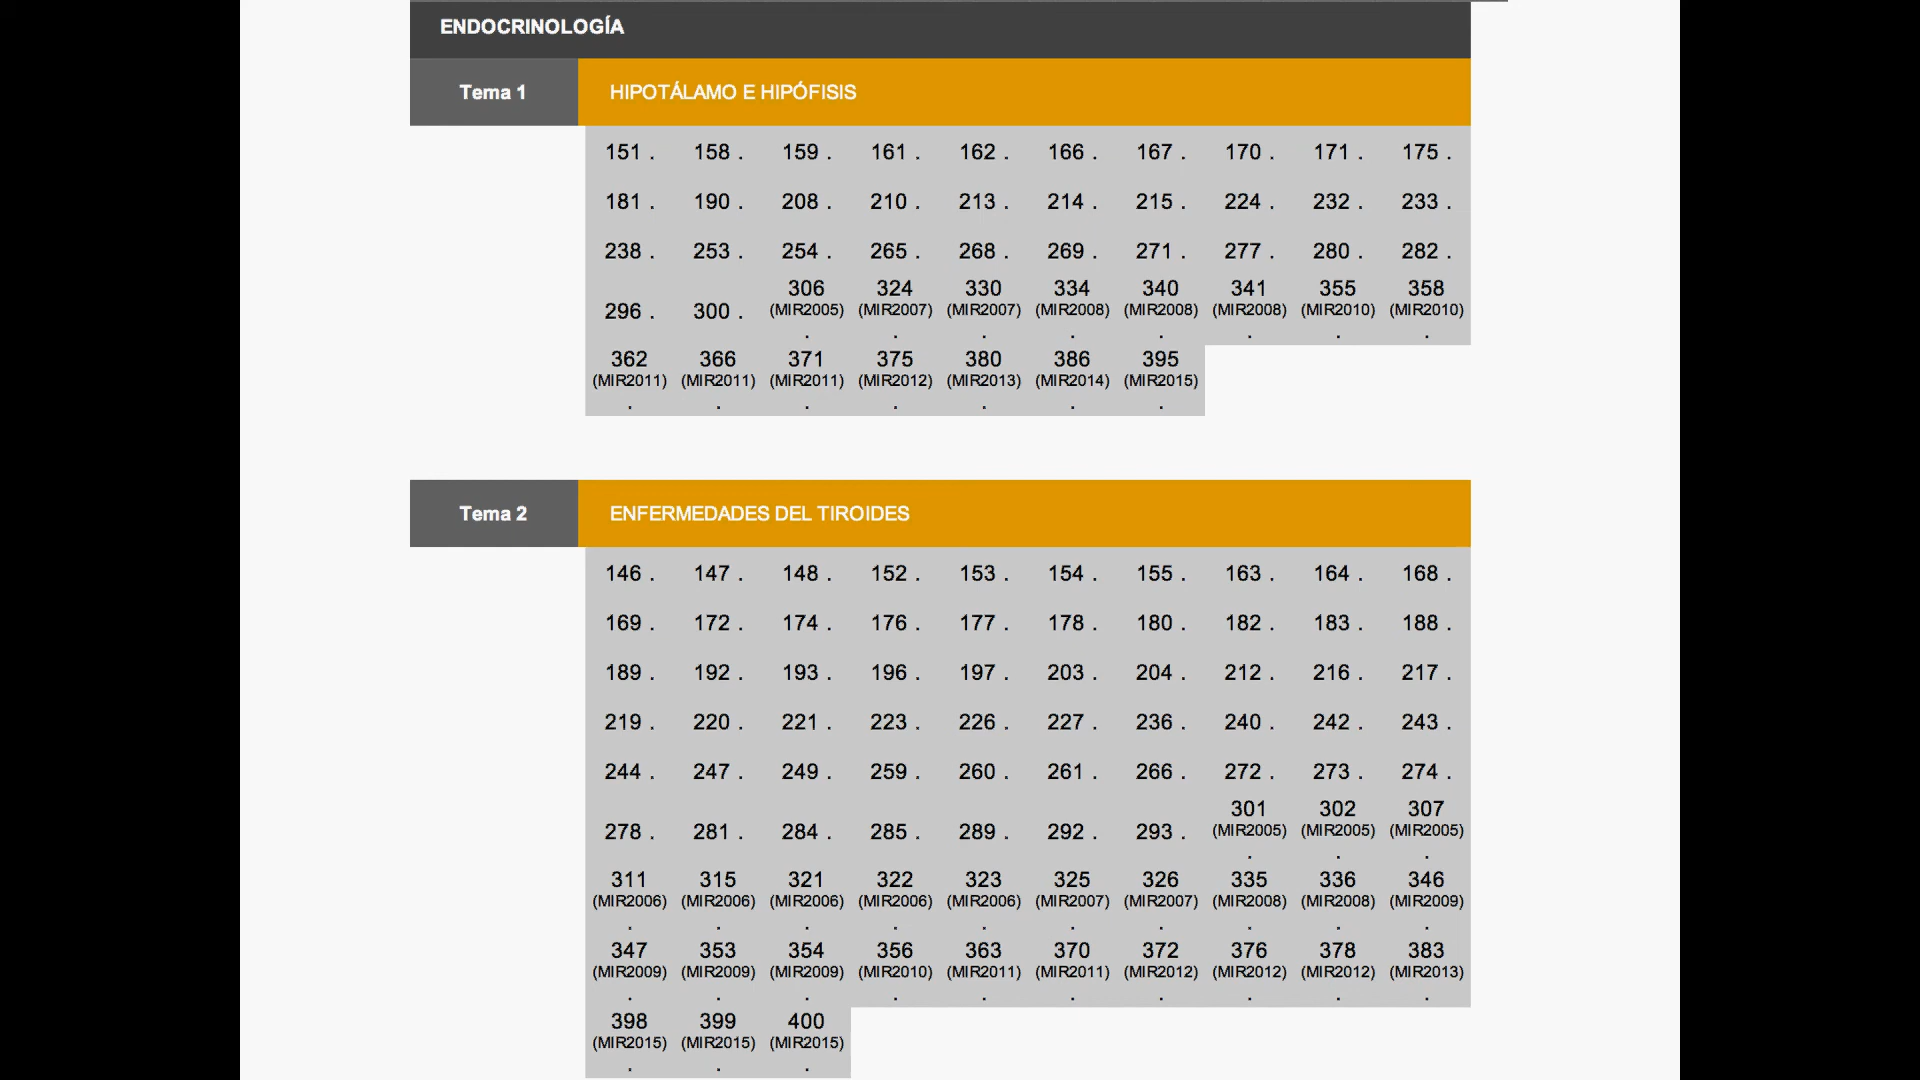 ENDOCRINOLOGÍA
Tema 1 HIPOTÁLAMO E HIPÓFISIS
151 . 158 . 159 . 161 . 162 . 166 . 167 . 170 . 171 . 175 .
181 . 190 . 208 . 210 . 213 . 214 . 215 . 224 . 232 . 233 .
238 . 253 . 254 . 265 . 268 . 269 . 271 . 277 . 280 . 282 .
306 324 330 334 340 341 355 358
296 . 300 . (MIR2005) (MIR2007) (MIR2007) (MIR2008) (MIR2008) (MIR2008) (MIR2010) (MIR2010)
. . . . . . . .
362 366 371 375 380 386 395
(MIR2011) (MIR2011) (MIR2011) (MIR2012) (MIR2013) (MIR2014) (MIR2015)
. . . . . . .
Tema 2 ENFERMEDADES DEL TIROIDES
146 . 147 . 148 . 152 . 153 . 154 . 155 . 163 . 164 . 168 .
169 . 172 . 174 . 176 . 177 . 178 . 180 . 182 . 183 . 188 .
189 . 192 . 193 . 196 . 197 . 203 . 204 . 212 . 216 . 217 .
219 . 220 . 221 . 223 . 226 . 227 . 236 . 240 . 242 . 243 .
244 . 247 . 249 . 259 . 260 . 261 . 266 . 272 . 273 . 274 .
301 302 307
278 . 281 . 284 . 285 . 289 . 292 . 293 . (MIR2005) (MIR2005) (MIR2005)
. . .
311 315 321 322 323 325 326 335 336 346
(MIR2006) (MIR2006) (MIR2006) (MIR2006) (MIR2006) (MIR2007) (MIR2007) (MIR2008) (MIR2008) (MIR2009)
. . . . . . . . . .
347 353 354 356 363 370 372 376 378 383
(MIR2009) (MIR2009) (MIR2009) (MIR2010) (MIR2011) (MIR2011) (MIR2012) (MIR2012) (MIR2012) (MIR2013)
. . . . . . . . . .
398 399 400
(MIR2015) (MIR2015) (MIR2015)
. . .